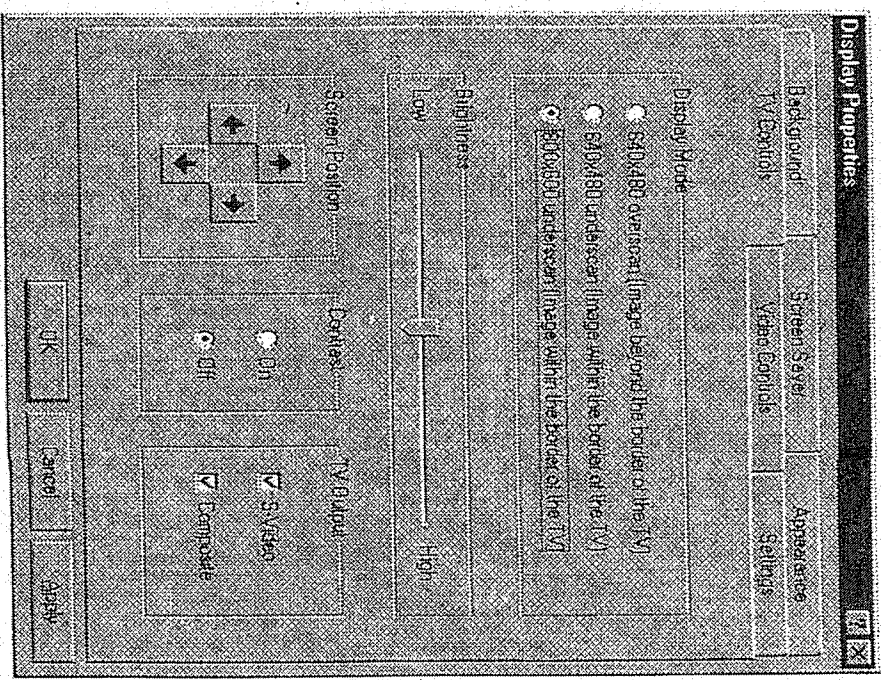 Display Properties
Background Screen Saver Appearance
TV Controls Video Controls Settings
Display Mode
640x480 overscan (Image beyond the border of the TV)
640x480 underscan (Image within the border of the TV)
800x600 underscan (Image within the border of the TV)
Brightness
Low High
Screen Position Contrast TV Output
On S-Video
Off Composite
OK Cancel Apply